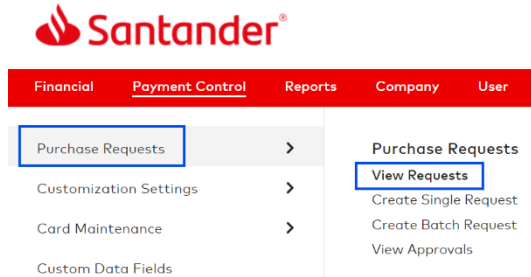 Santander®
Financial Payment Control Reports Company User
Purchase Requests
Customization Settings
Card Maintenance
Custom Data Fields
Purchase Requests
View Requests
Create Single Request
Create Batch Request
View Approvals